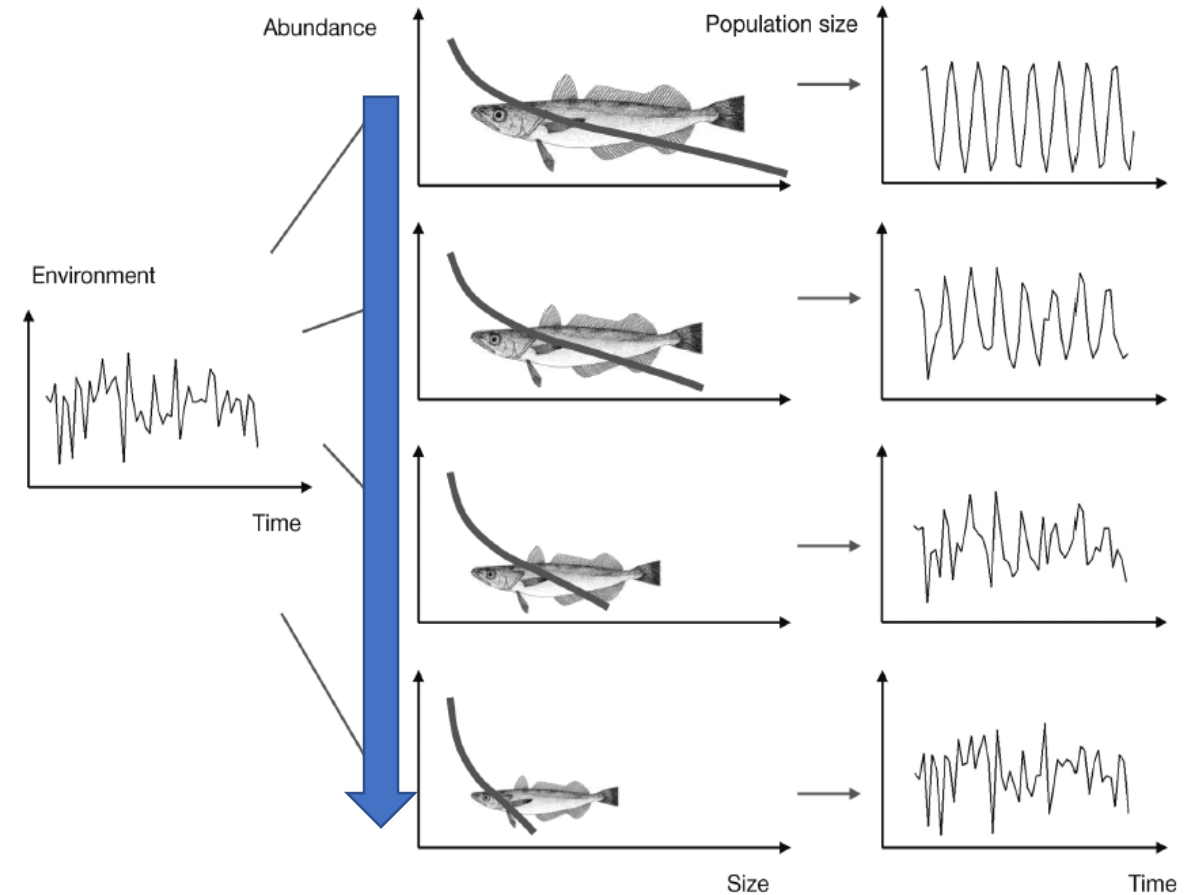 Abundance
Population size
Environment
Time
Size
Time